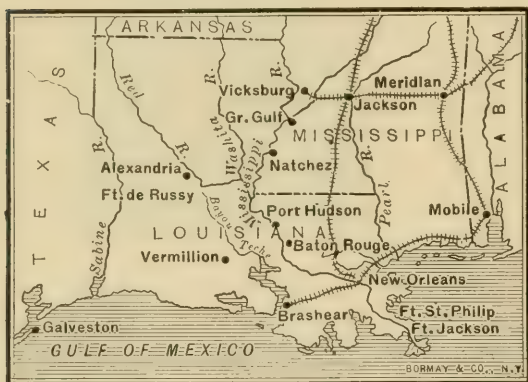 ARKANSAS
TEXAS
ALABAMA
Red
R.
R.
Washita
R.
Vicksburg
Meridian
Jackson
Gr. Gulf
MISSISSIPPI
Mississippi
Natchez
R.
Pearl
Alexandria
Ft. de Russy
Sabine
R.
Bayou
Teche
Port Hudson
Mobile
LOUISIANA
Baton Rouge
Vermillion
New Orleans
Brashear
Ft. St. Philip
Ft. Jackson
Galveston
GULF OF MEXICO
BORMAY & CO., N.Y.